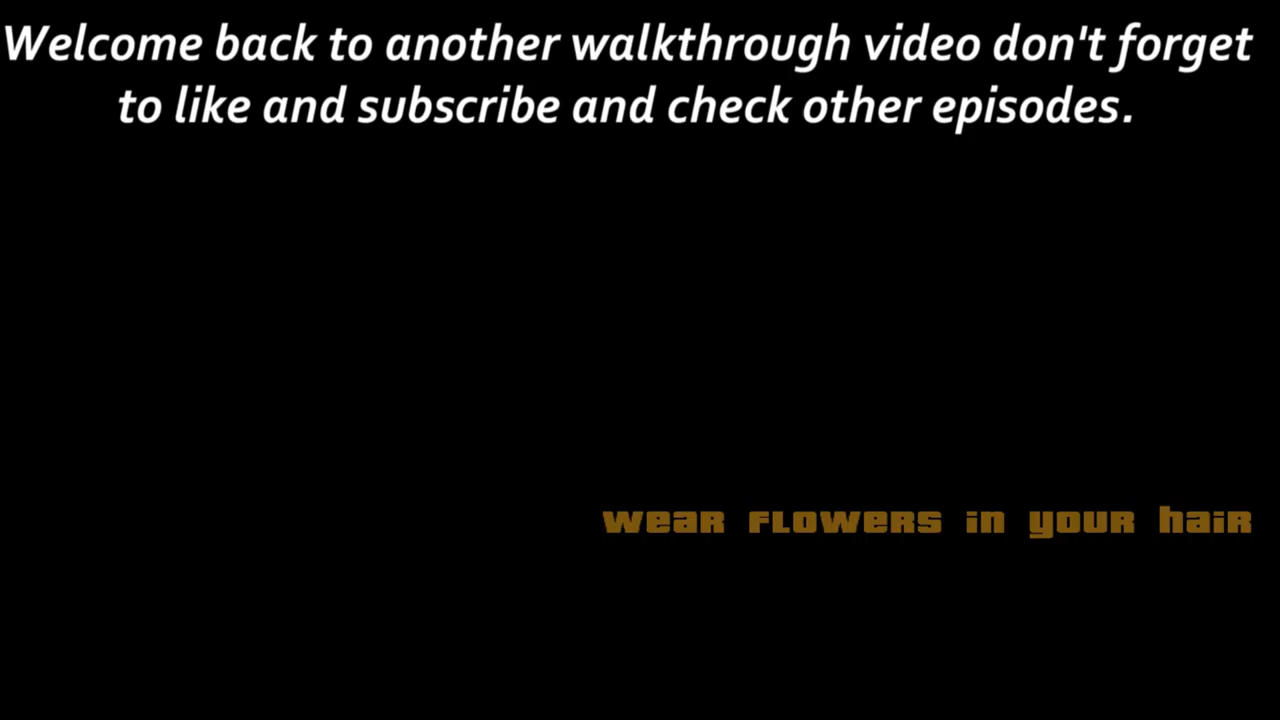 Welcome back to another walkthrough video don't forget
to like and subscribe and check other episodes.
wear flowers in your hair